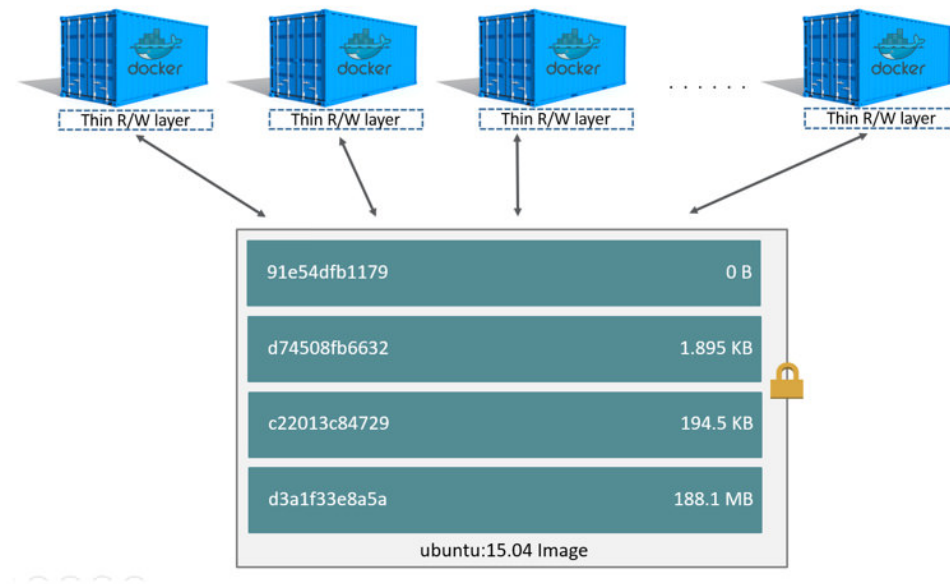 docker docker docker docker
. . . . . .
Thin R/W layer Thin R/W layer Thin R/W layer Thin R/W layer
91e54dfb1179 0 B
d74508fb6632 1.895 KB
c22013c84729 194.5 KB
d3a1f33e8a5a 188.1 MB
ubuntu:15.04 Image